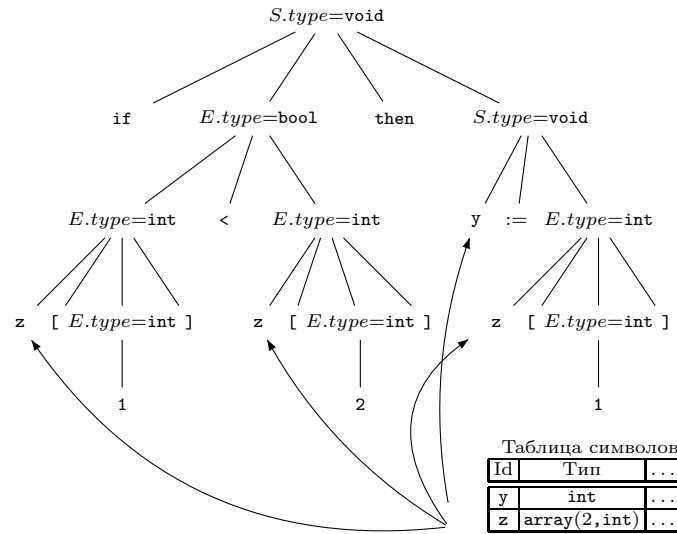 S.type=void
if E.type=bool then S.type=void
E.type=int < E.type=int y := E.type=int
z [ E.type=int ] z [ E.type=int ] z [ E.type=int ]
1 2 1
Таблица символов
Id Тип ...
y int ...
z array(2,int) ...